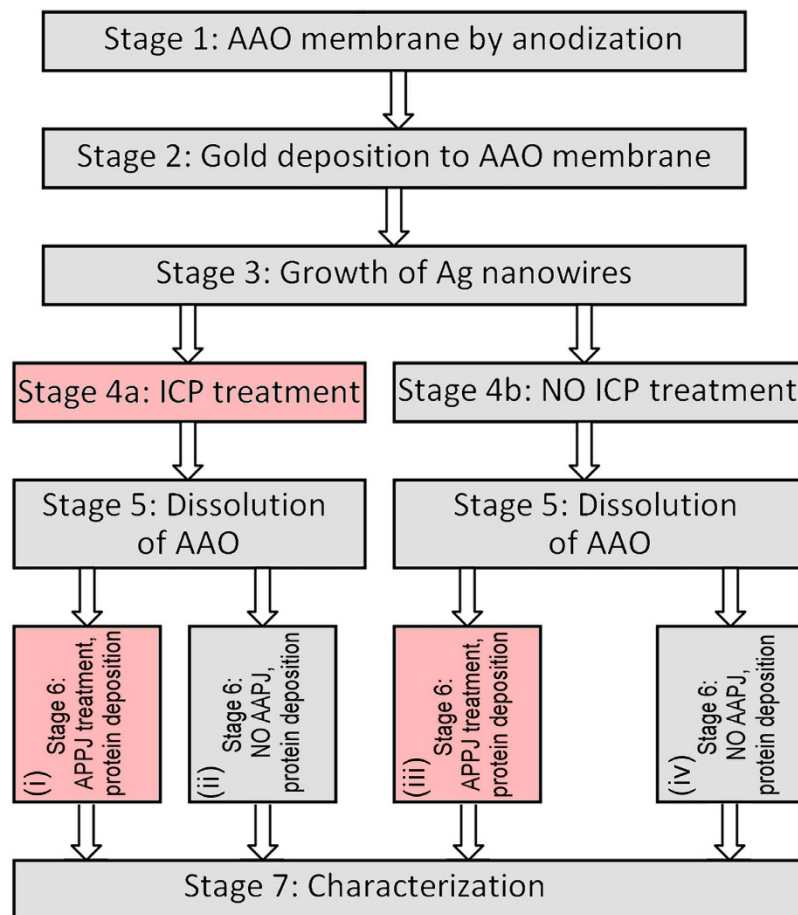 Stage 1: AAO membrane by anodization
Stage 2: Gold deposition to AAO membrane
Stage 3: Growth of Ag nanowires
Stage 4a: ICP treatment
Stage 4b: NO ICP treatment
Stage 5: Dissolution
of AAO
Stage 5: Dissolution
of AAO
(i)
Stage 6:
APPJ treatment,
protein deposition
(ii)
Stage 6:
NO AAPJ,
protein deposition
(iii)
Stage 6:
APPJ treatment,
protein deposition
(iv)
Stage 6:
NO AAPJ,
protein deposition
Stage 7: Characterization